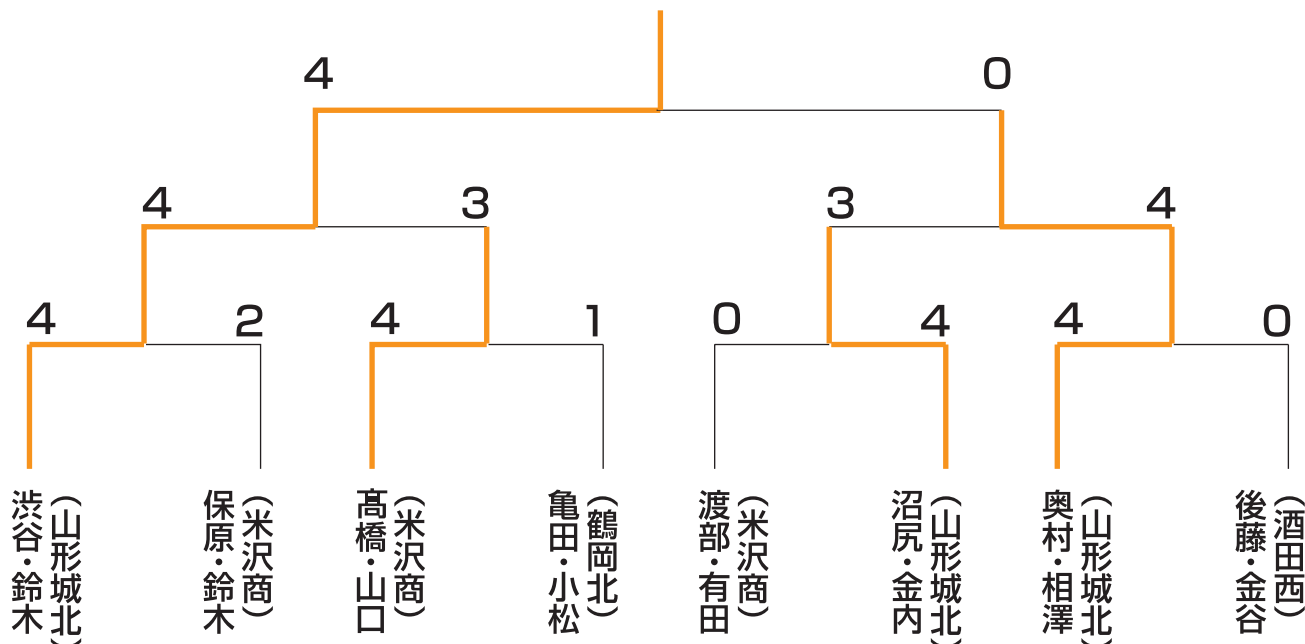 4 0
4 3 3 4
4 2 4 1 0 4 4 0
渋谷・鈴木
(山形城北)
保原・鈴木
(米沢商)
髙橋・山口
(米沢商)
亀田・小松
(鶴岡北)
渡部・有田
(米沢商)
沼尻・金内
(山形城北)
奥村・相澤
(山形城北)
後藤・金谷
(酒田西)